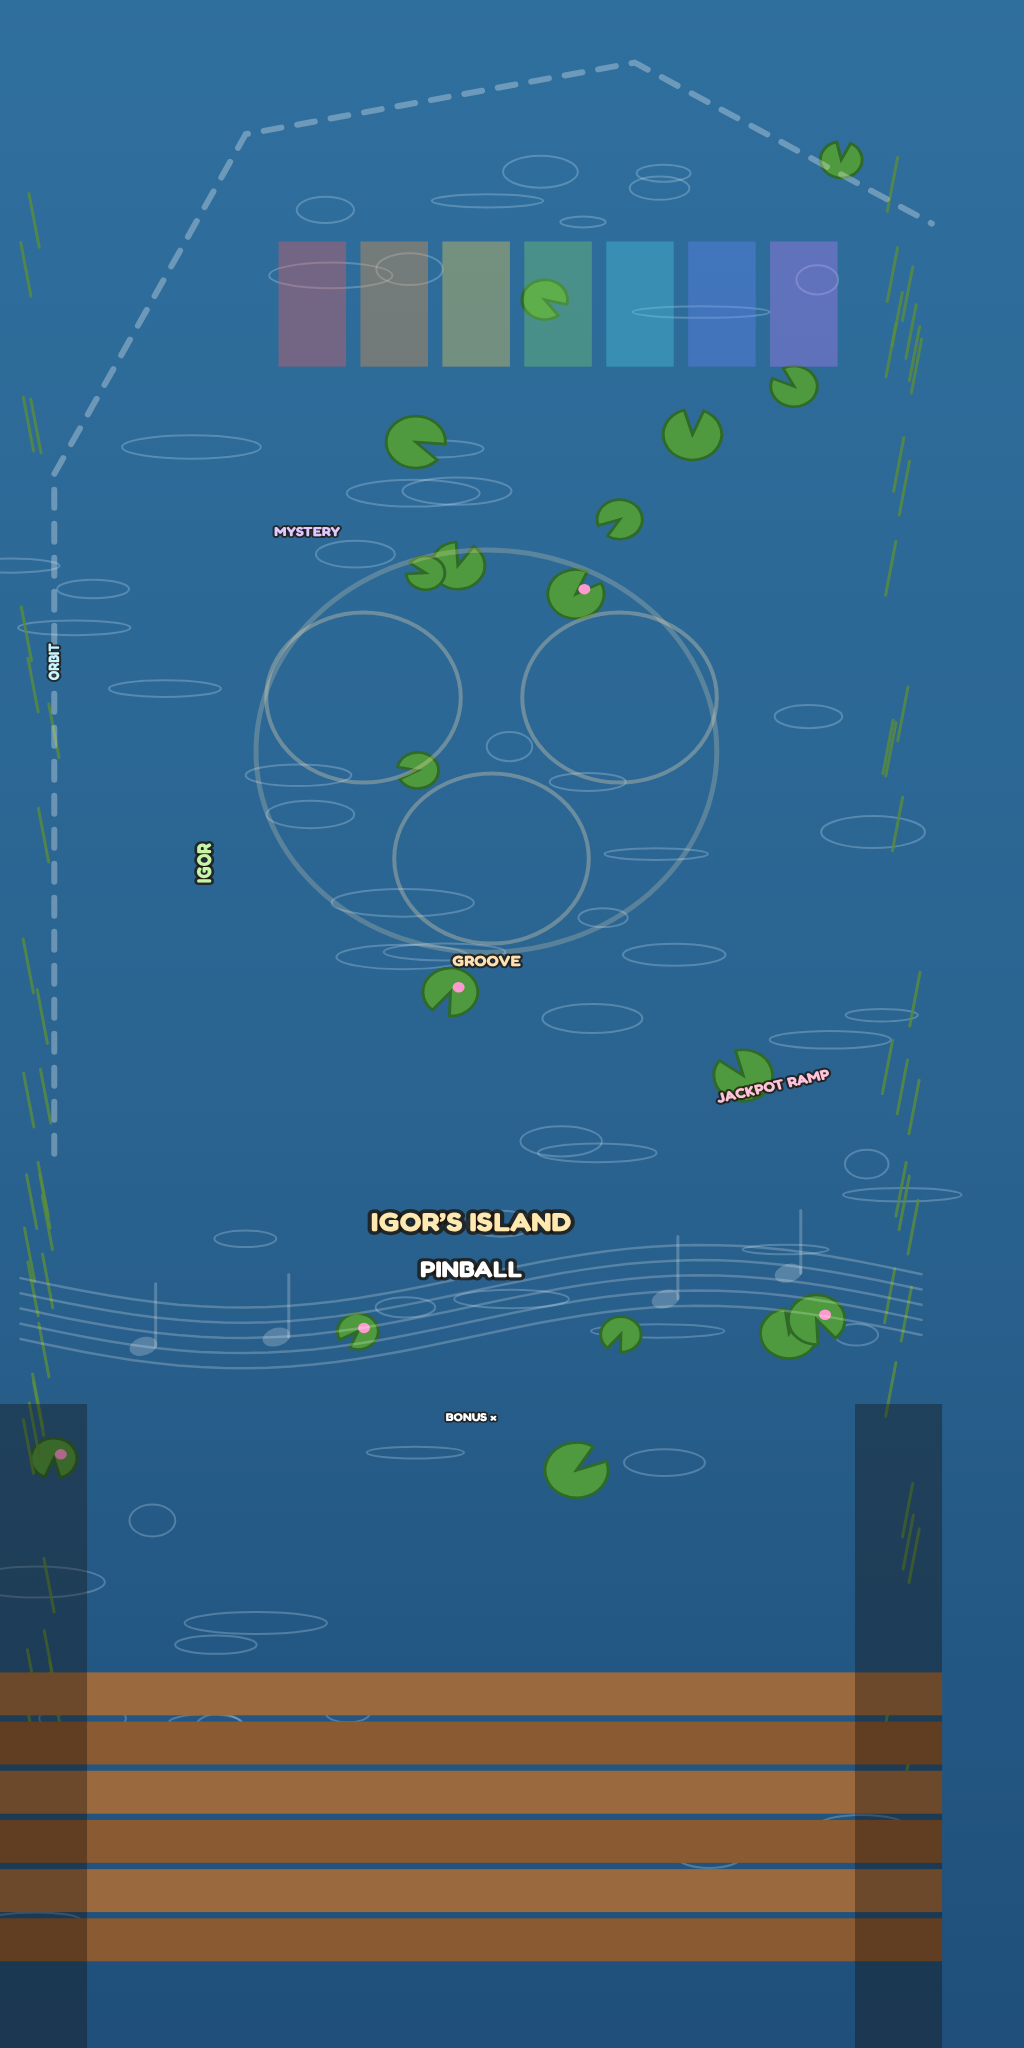 MYSTERY
ORBIT
IGOR
GROOVE
JACKPOT RAMP
IGOR'S ISLAND
PINBALL
BONUS ×